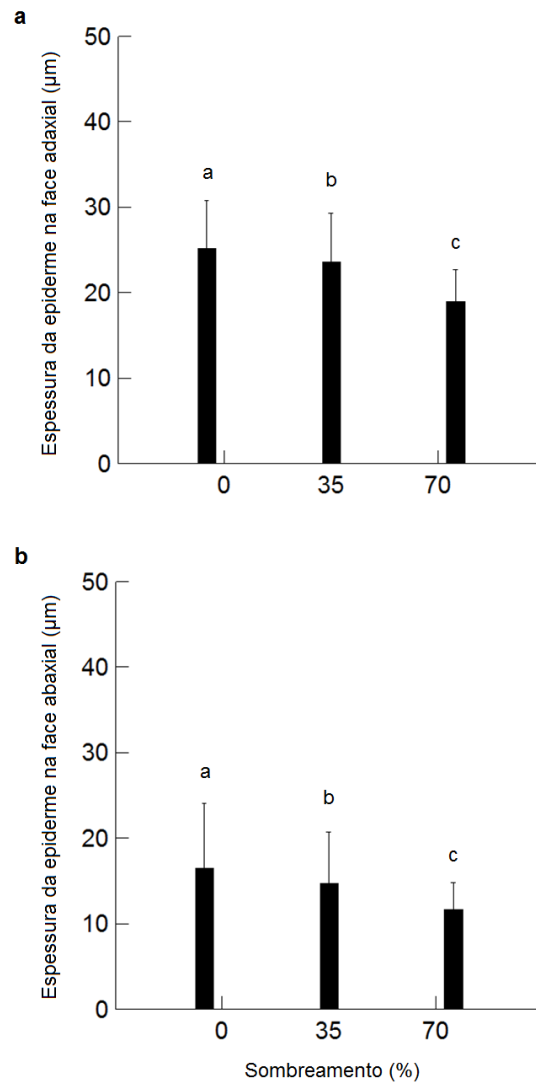 a
Espessura da epiderme na face adaxial (µm)
50
40
30
20
10
0
a
b
c
0 35 70
b
Espessura da epiderme na face abaxial (µm)
50
40
30
20
10
0
a
b
c
0 35 70
Sombreamento (%)